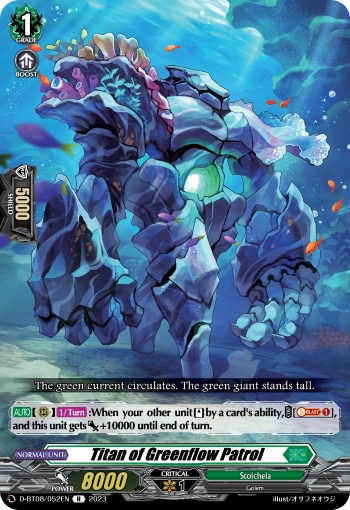 1
GRADE
BOOST
5000
SHIELD
The green current circulates. The green giant stands tall.
AUTO【 】1/Turn:When your other unit[ ] by a card's ability, COST [SOUL BLAST 1],
and this unit gets +10000 until end of turn.
NORMAL UNIT
Titan of Greenflow Patrol
POWER 8000
CRITICAL
1
Stoicheia
Golem
D-BT08/052EN R 2023
illust/オサフネオウジ